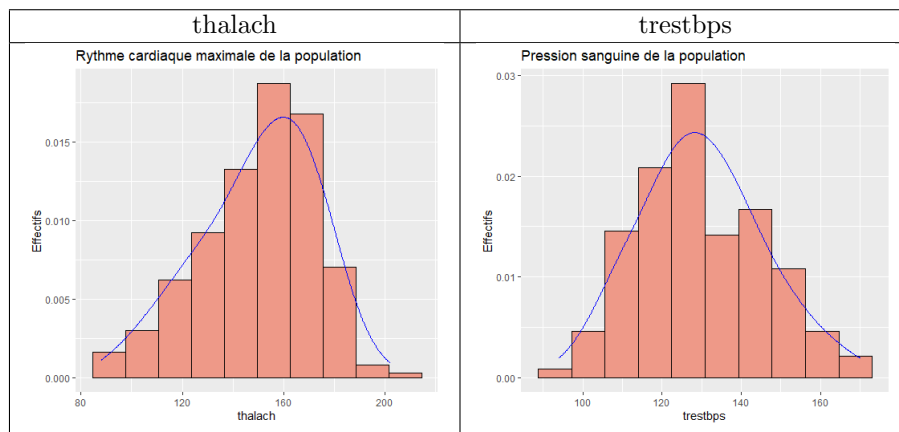 thalach
trestbps
Rythme cardiaque maximale de la population
Effectifs
0.015
0.010
0.005
0.000
80
120
160
200
thalach
Pression sanguine de la population
Effectifs
0.03
0.02
0.01
0.00
100
120
140
160
trestbps